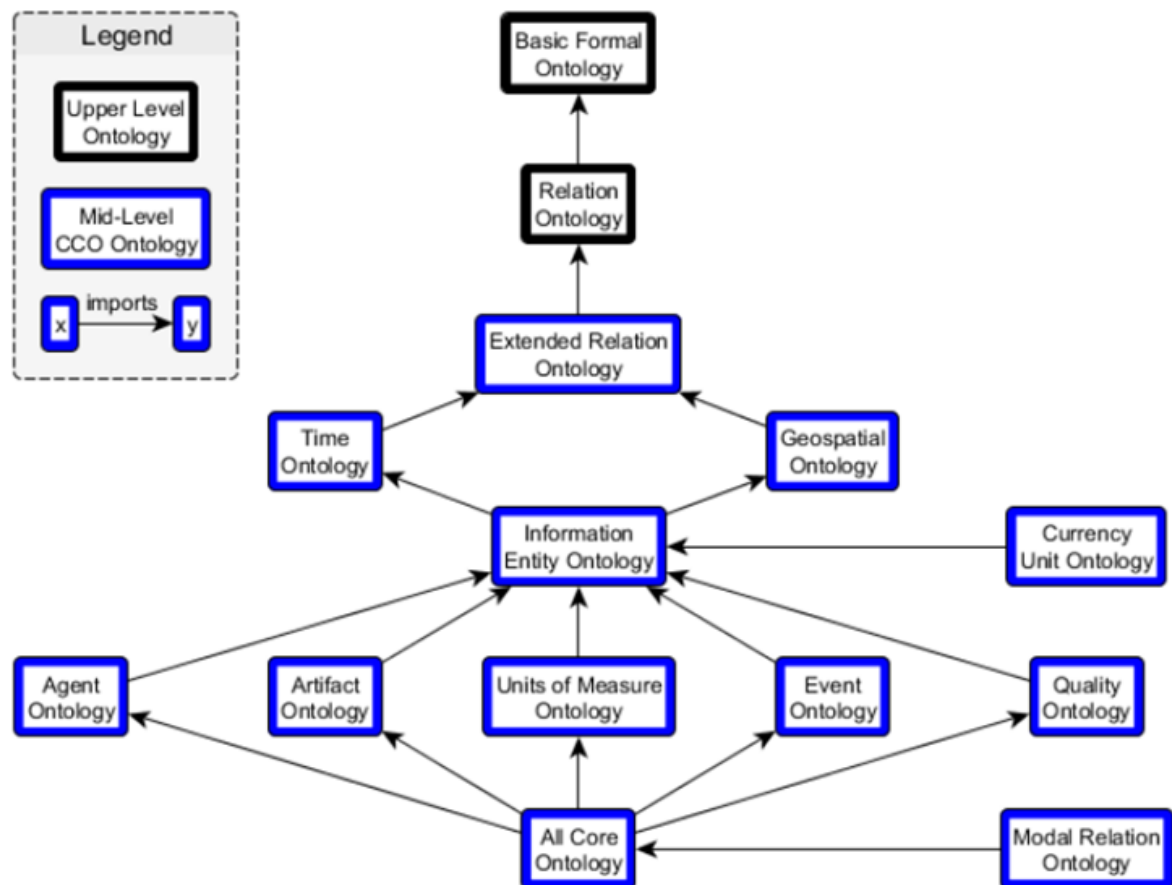 Legend
Upper Level
Ontology
Mid-Level
CCO Ontology
imports
x
y
Basic Formal
Ontology
Relation
Ontology
Extended Relation
Ontology
Time
Ontology
Geospatial
Ontology
Information
Entity Ontology
Currency
Unit Ontology
Agent
Ontology
Artifact
Ontology
Units of Measure
Ontology
Event
Ontology
Quality
Ontology
All Core
Ontology
Modal Relation
Ontology